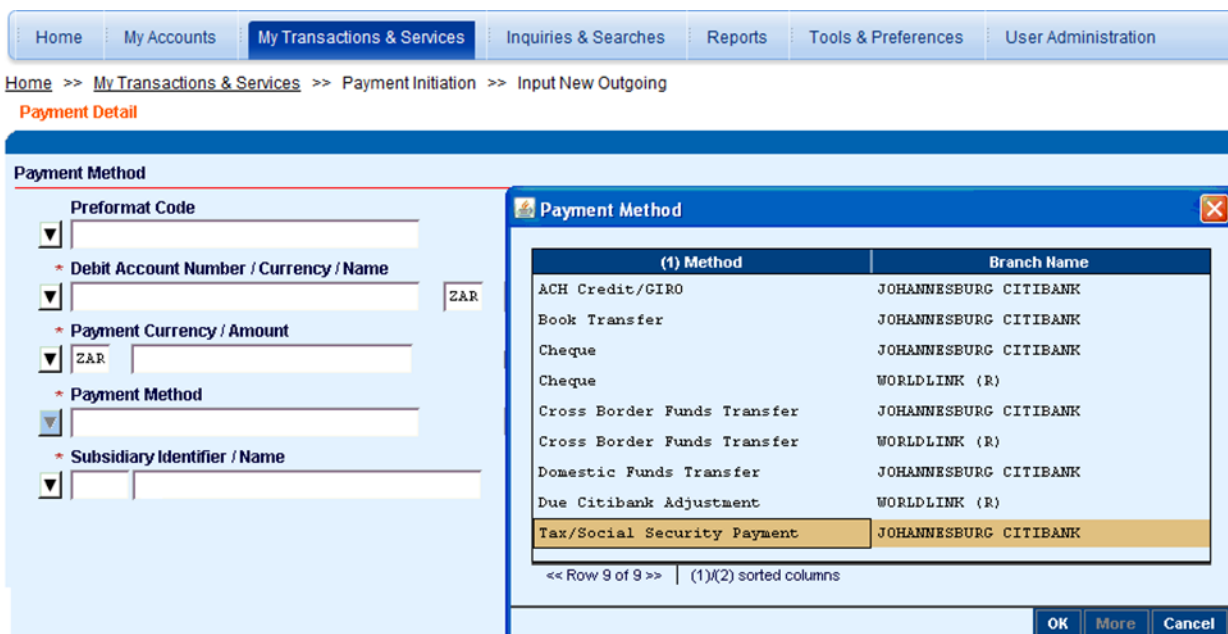 Home My Accounts My Transactions & Services Inquiries & Searches Reports Tools & Preferences User Administration
Home >> My Transactions & Services >> Payment Initiation >> Input New Outgoing
Payment Detail
Payment Method
Preformat Code
* Debit Account Number / Currency / Name
ZAR
* Payment Currency / Amount
ZAR
* Payment Method
* Subsidiary Identifier / Name
Payment Method
(1) Method Branch Name
ACH Credit/GIRO JOHANNESBURG CITIBANK
Book Transfer JOHANNESBURG CITIBANK
Cheque JOHANNESBURG CITIBANK
Cheque WORLDLINK (R)
Cross Border Funds Transfer JOHANNESBURG CITIBANK
Cross Border Funds Transfer WORLDLINK (R)
Domestic Funds Transfer JOHANNESBURG CITIBANK
Due Citibank Adjustment WORLDLINK (R)
Tax/Social Security Payment JOHANNESBURG CITIBANK
<< Row 9 of 9 >> | (1)/(2) sorted columns
OK More Cancel